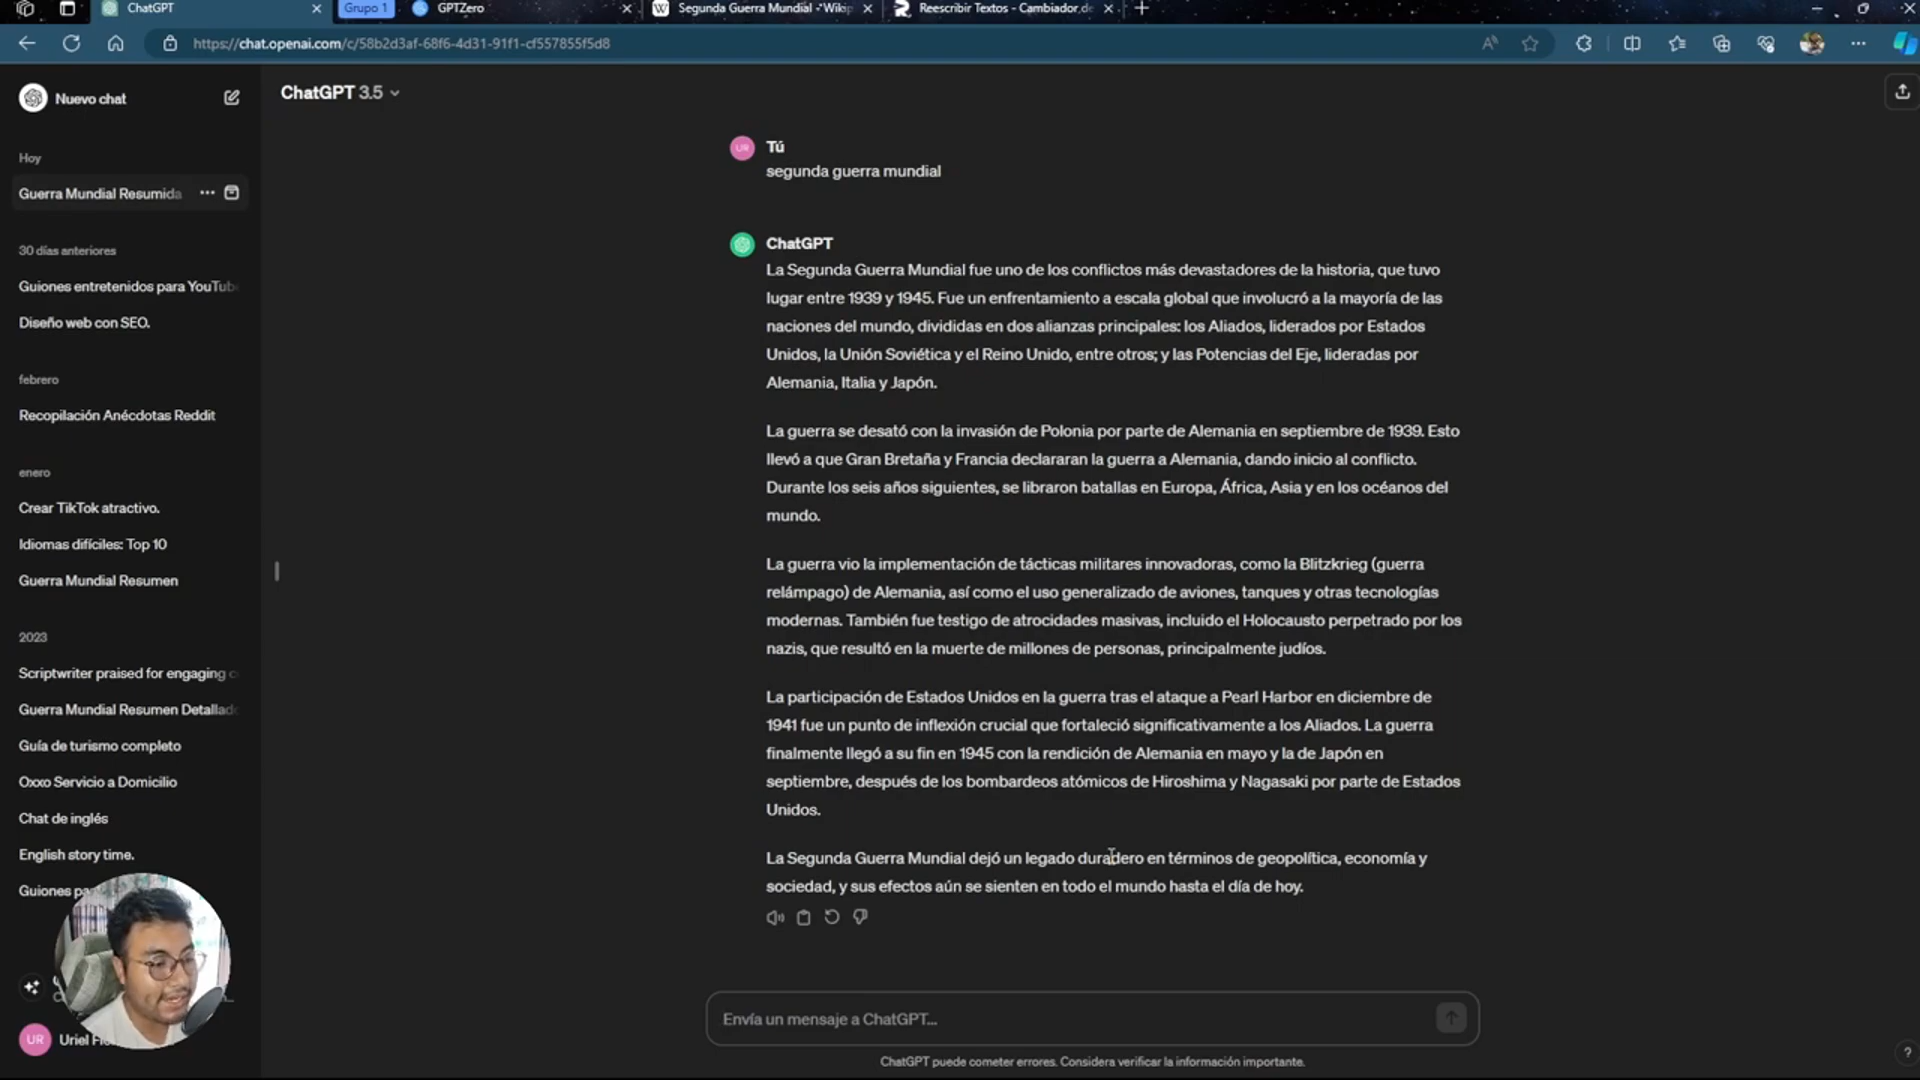 ChatGPT
Grupo 1
GPTZero
Segunda Guerra Mundial - Wikip
Reescribir Textos - Cambiador de
https://chat.openai.com/c/58b2d3af-68f6-4d31-91f1-cf557855f5d8
Nuevo chat
ChatGPT 3.5
Hoy
Guerra Mundial Resumida
30 días anteriores
Guiones entretenidos para YouTube
Diseño web con SEO.
febrero
Recopilación Anécdotas Reddit
enero
Crear TikTok atractivo.
Idiomas difíciles: Top 10
Guerra Mundial Resumen
2023
Scriptwriter praised for engaging
Guerra Mundial Resumen Detallado
Guía de turismo completo
Oxxo Servicio a Domicilio
Chat de inglés
English story time.
Guiones
UR
Uriel
UR
Tú
segunda guerra mundial
ChatGPT
La Segunda Guerra Mundial fue uno de los conflictos más devastadores de la historia, que tuvo
lugar entre 1939 y 1945. Fue un enfrentamiento a escala global que involucró a la mayoría de las
naciones del mundo, divididas en dos alianzas principales: los Aliados, liderados por Estados
Unidos, la Unión Soviética y el Reino Unido, entre otros; y las Potencias del Eje, lideradas por
Alemania, Italia y Japón.
La guerra se desató con la invasión de Polonia por parte de Alemania en septiembre de 1939. Esto
llevó a que Gran Bretaña y Francia declararan la guerra a Alemania, dando inicio al conflicto.
Durante los seis años siguientes, se libraron batallas en Europa, África, Asia y en los océanos del
mundo.
La guerra vio la implementación de tácticas militares innovadoras, como la Blitzkrieg (guerra
relámpago) de Alemania, así como el uso generalizado de aviones, tanques y otras tecnologías
modernas. También fue testigo de atrocidades masivas, incluido el Holocausto perpetrado por los
nazis, que resultó en la muerte de millones de personas, principalmente judíos.
La participación de Estados Unidos en la guerra tras el ataque a Pearl Harbor en diciembre de
1941 fue un punto de inflexión crucial que fortaleció significativamente a los Aliados. La guerra
finalmente llegó a su fin en 1945 con la rendición de Alemania en mayo y la de Japón en
septiembre, después de los bombardeos atómicos de Hiroshima y Nagasaki por parte de Estados
Unidos.
La Segunda Guerra Mundial dejó un legado duradero en términos de geopolítica, economía y
sociedad, y sus efectos aún se sienten en todo el mundo hasta el día de hoy.
Envía un mensaje a ChatGPT...
ChatGPT puede cometer errores. Considera verificar la información importante.
?